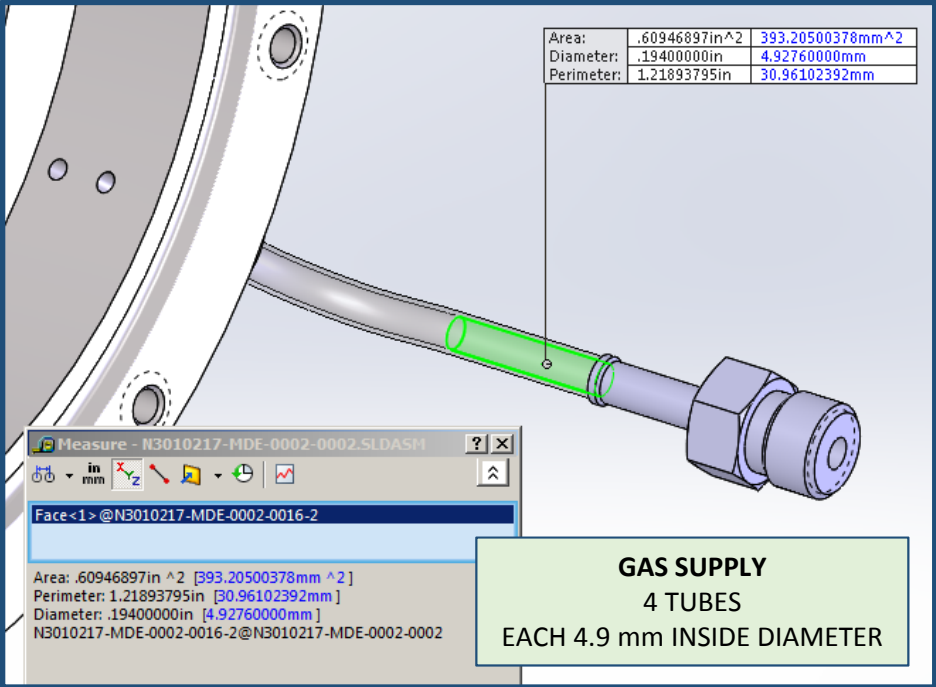 Area: .60946897in^2 393.20500378mm^2
Diameter: .19400000in 4.92760000mm
Perimeter: 1.21893795in 30.96102392mm
Measure - N3010217-MDE-0002-0002.SLDASM
in
mm
X Y Z
Face<1>@N3010217-MDE-0002-0016-2
Area: .60946897in ^2 [393.20500378mm ^2]
Perimeter: 1.21893795in [30.96102392mm]
Diameter: .19400000in [4.92760000mm]
N3010217-MDE-0002-0016-2@N3010217-MDE-0002-0002
GAS SUPPLY
4 TUBES
EACH 4.9 mm INSIDE DIAMETER